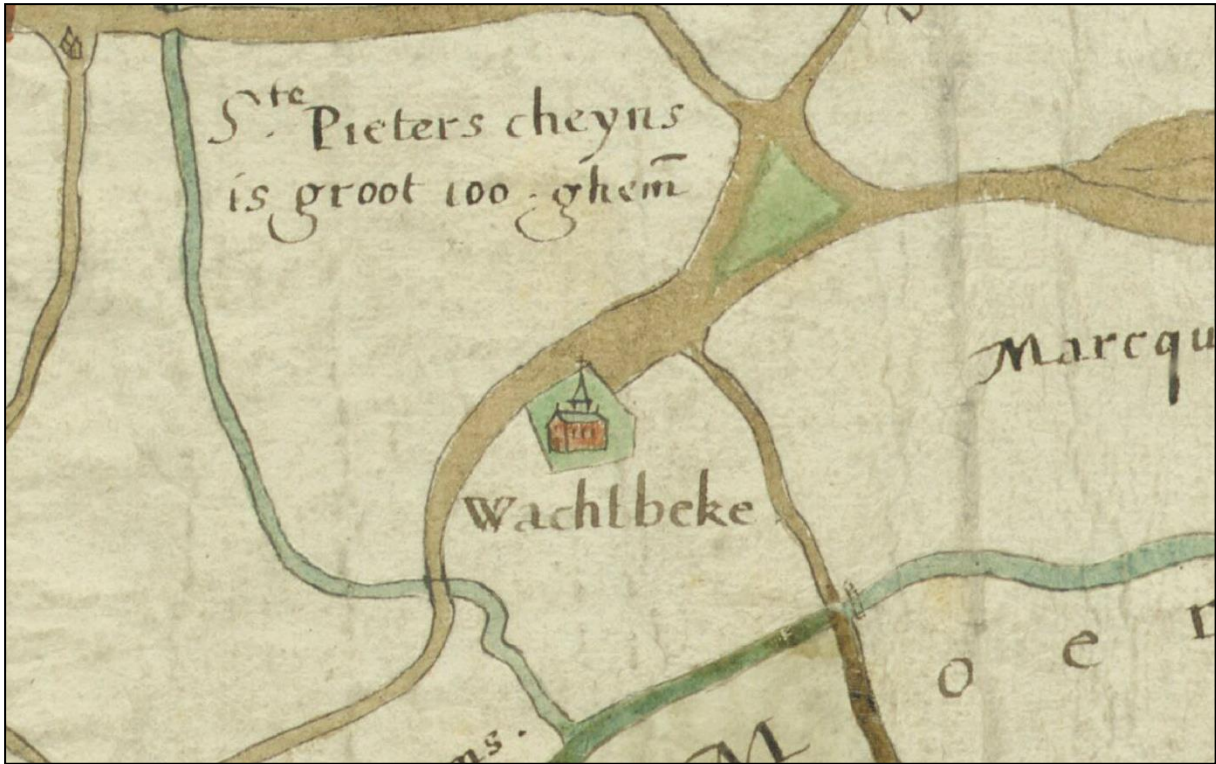 Ste Pieters cheyns
is groot 100 . ghem̄
Marcqu
Wachtbeke
o e r
ns. M